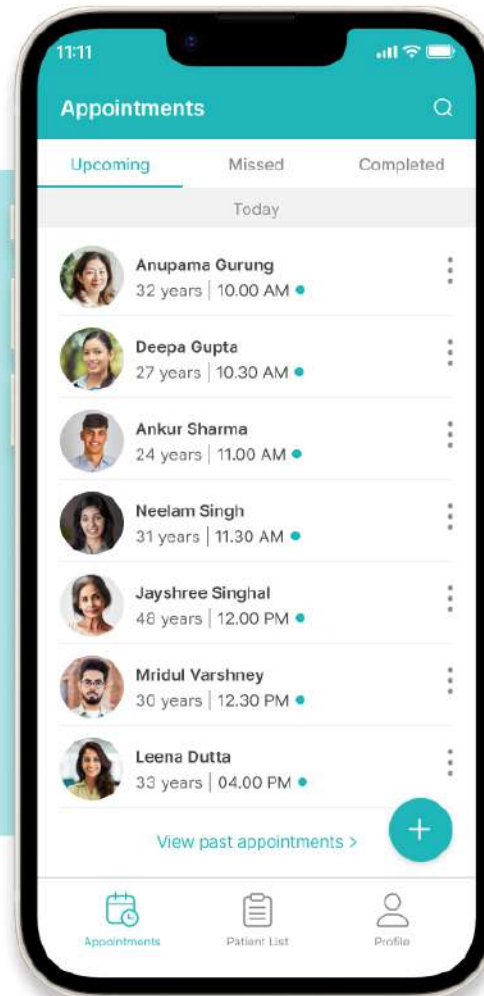 11:11
Appointments
Upcoming Missed Completed
Today
Anupama Gurung
32 years | 10.00 AM
Deepa Gupta
27 years | 10.30 AM
Ankur Sharma
24 years | 11.00 AM
Neelam Singh
31 years | 11.30 AM
Jayshree Singhal
48 years | 12.00 PM
Mridul Varshney
30 years | 12.30 PM
Leena Dutta
33 years | 04.00 PM
View past appointments >
Appointments Patient List Profile